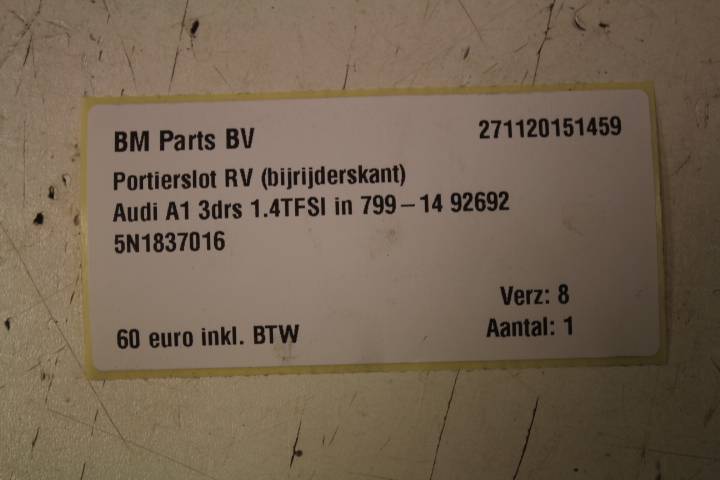 BM Parts BV
271120151459
Portierslot RV (bijrijderskant)
Audi A1 3drs 1.4TFSI in 799-14 92692
5N1837016
Verz: 8
60 euro inkl. BTW
Aantal: 1